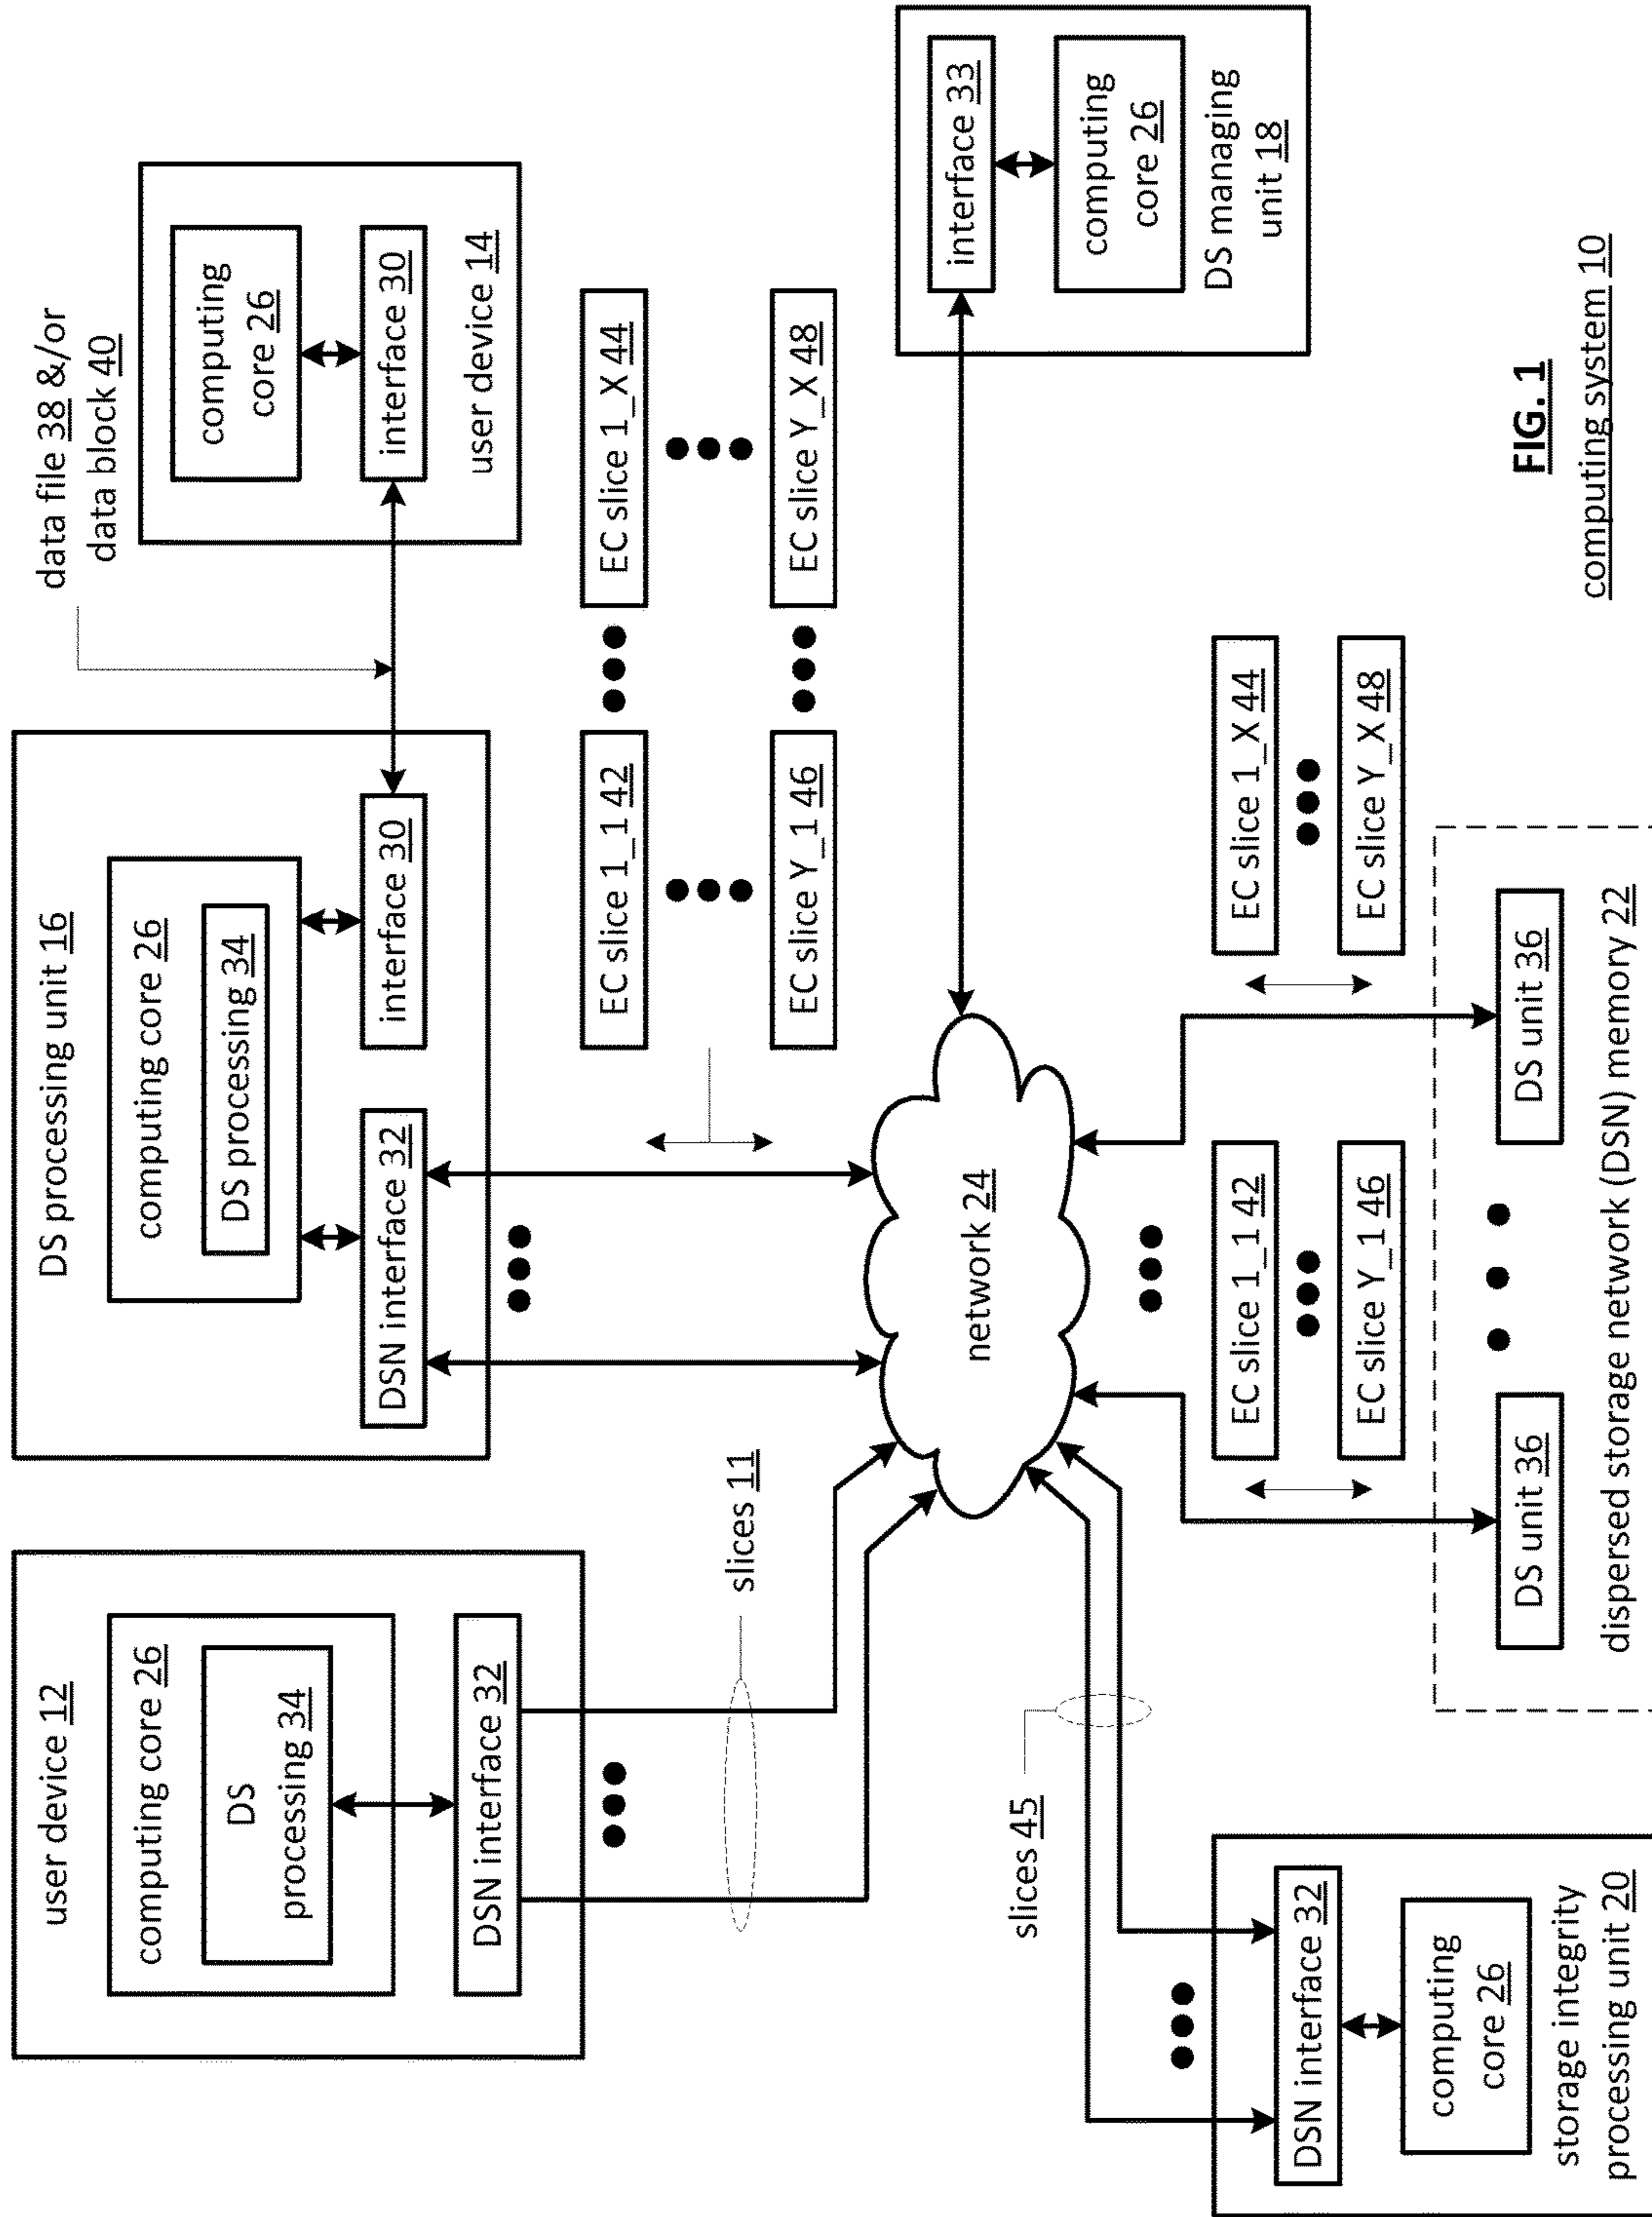 user device 12
computing core 26
DS
processing 34
DSN interface 32
slices 11
DS processing unit 16
computing core 26
DS processing 34
DSN interface 32
interface 30
data file 38 &/or
data block 40
computing
core 26
interface 30
user device 14
EC slice 1_1 42
EC slice 1_X 44
EC slice Y_1 46
EC slice Y_X 48
network 24
interface 33
computing
core 26
DS managing
unit 18
slices 45
DSN interface 32
computing
core 26
storage integrity
processing unit 20
EC slice 1_1 42
EC slice Y_1 46
EC slice 1_X 44
EC slice Y_X 48
DS unit 36
DS unit 36
dispersed storage network (DSN) memory 22
FIG. 1
computing system 10